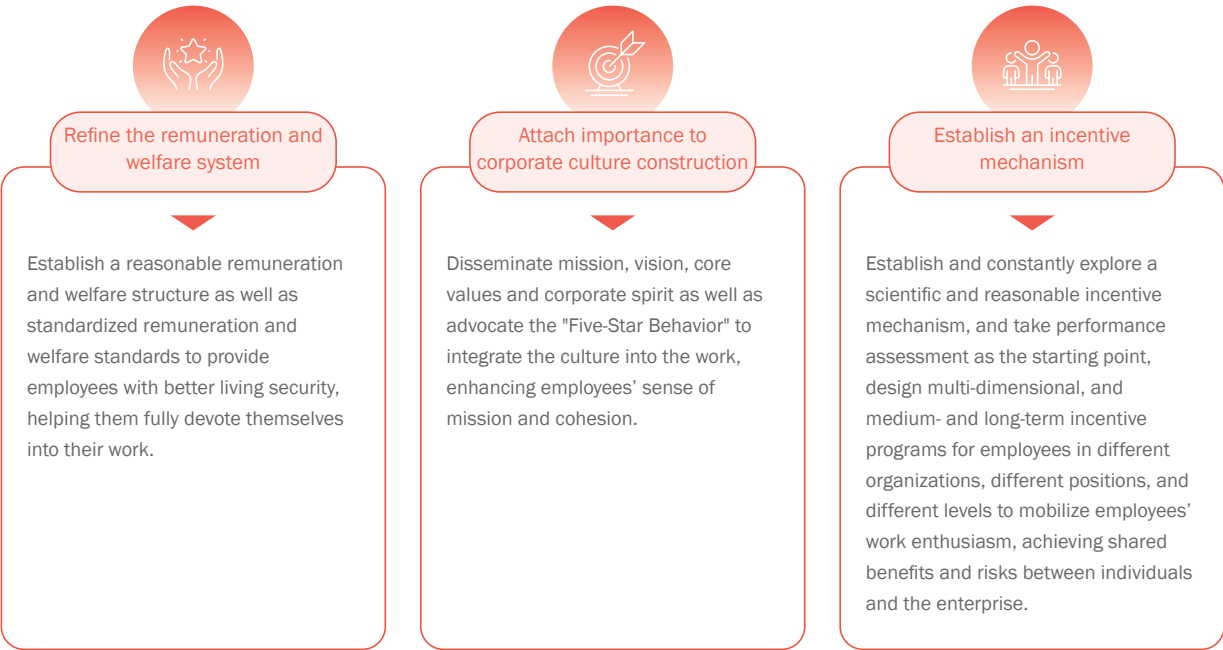 Refine the remuneration and
welfare system
Establish a reasonable remuneration
and welfare structure as well as
standardized remuneration and
welfare standards to provide
employees with better living security,
helping them fully devote themselves
into their work.
Attach importance to
corporate culture construction
Disseminate mission, vision, core
values and corporate spirit as well as
advocate the "Five-Star Behavior" to
integrate the culture into the work,
enhancing employees’ sense of
mission and cohesion.
Establish an incentive
mechanism
Establish and constantly explore a
scientific and reasonable incentive
mechanism, and take performance
assessment as the starting point,
design multi-dimensional, and
medium- and long-term incentive
programs for employees in different
organizations, different positions, and
different levels to mobilize employees’
work enthusiasm, achieving shared
benefits and risks between individuals
and the enterprise.